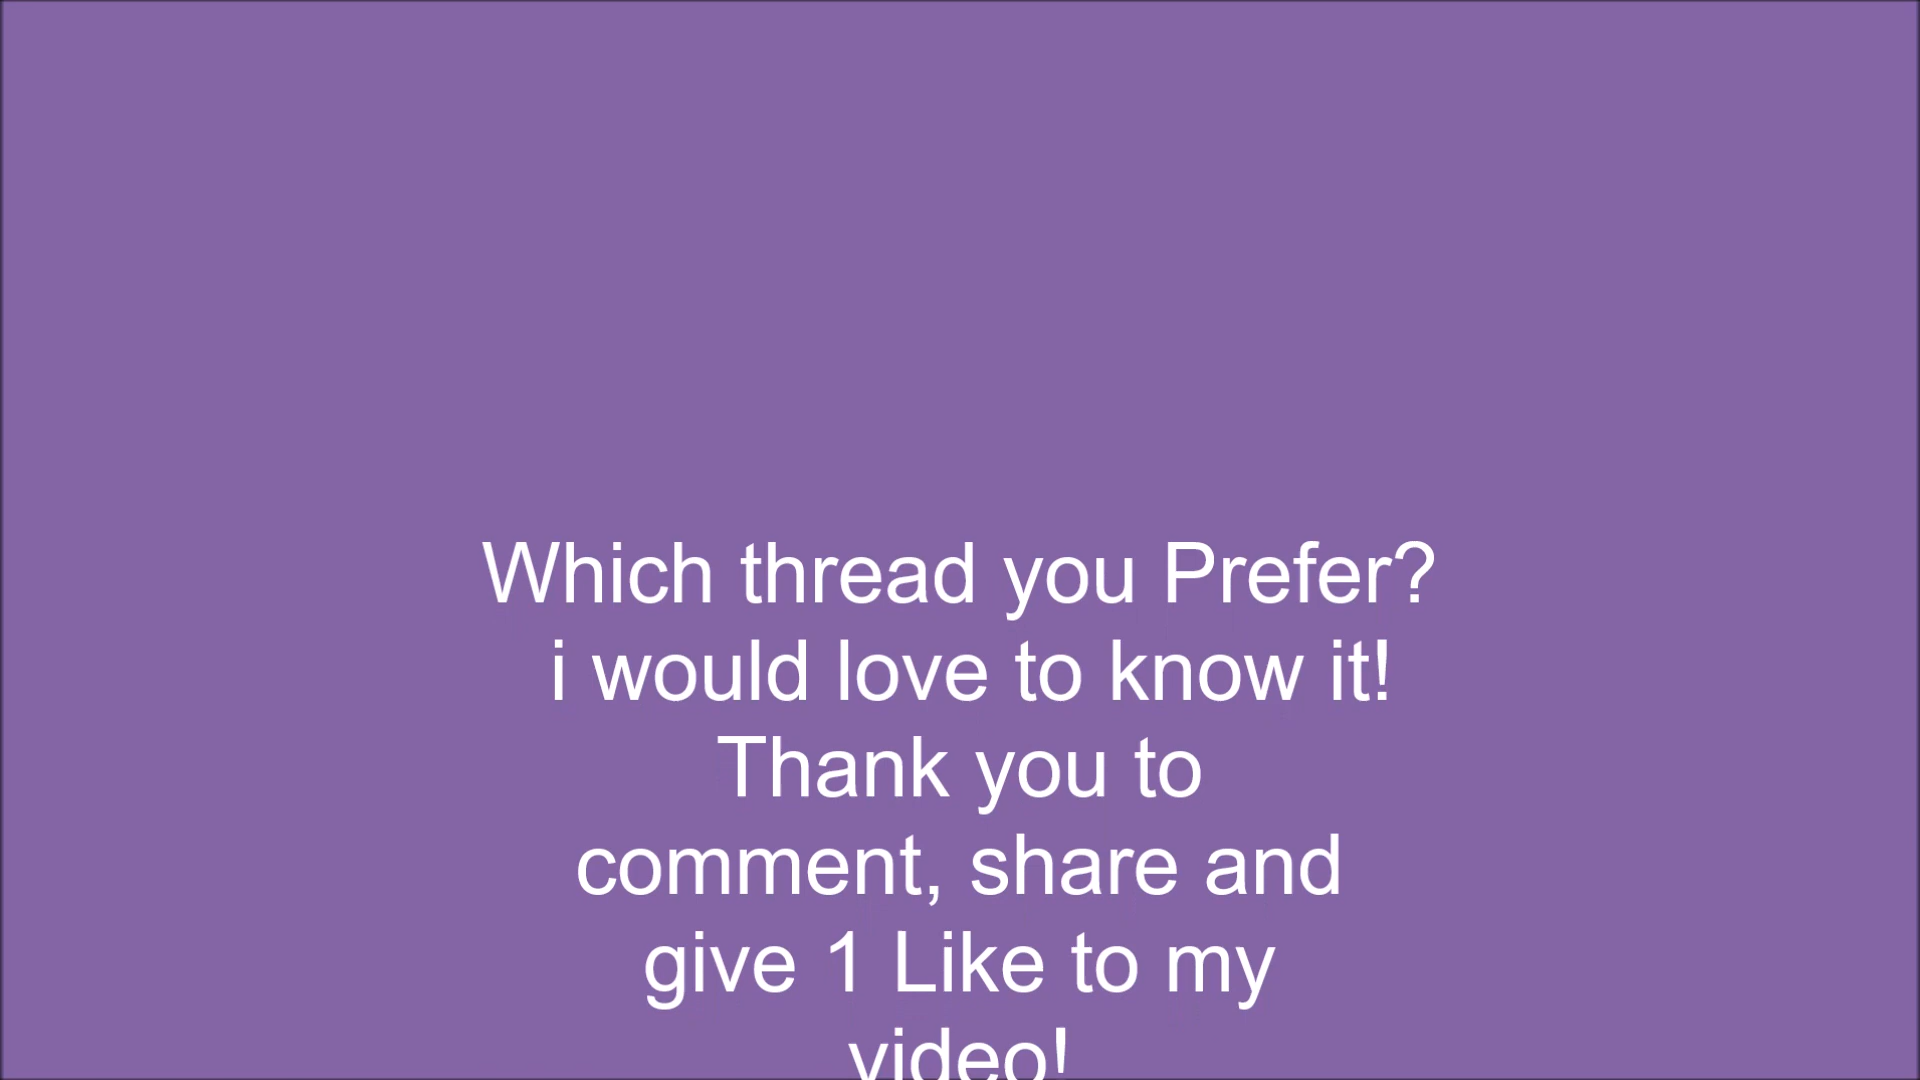 Which thread you Prefer?
i would love to know it!
Thank you to
comment, share and
give 1 Like to my
video!